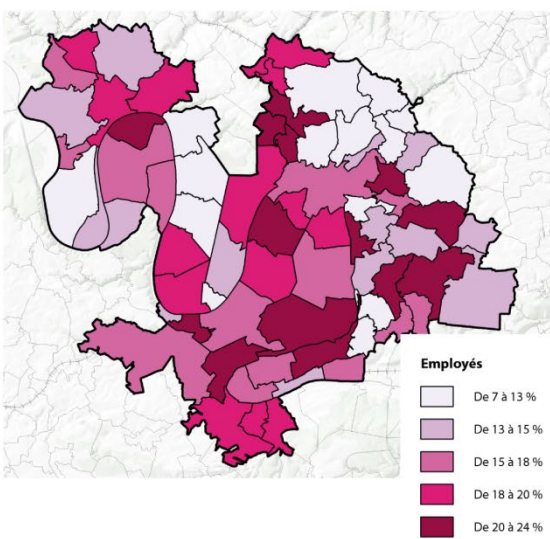 Employés
De 7 à 13 %
De 13 à 15 %
De 15 à 18 %
De 18 à 20 %
De 20 à 24 %